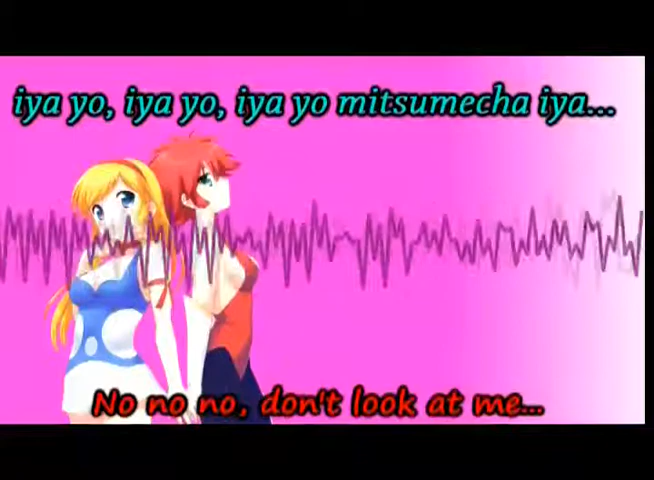 iya yo, iya yo, iya yo mitsumecha iya...
No no no, don't look at me...